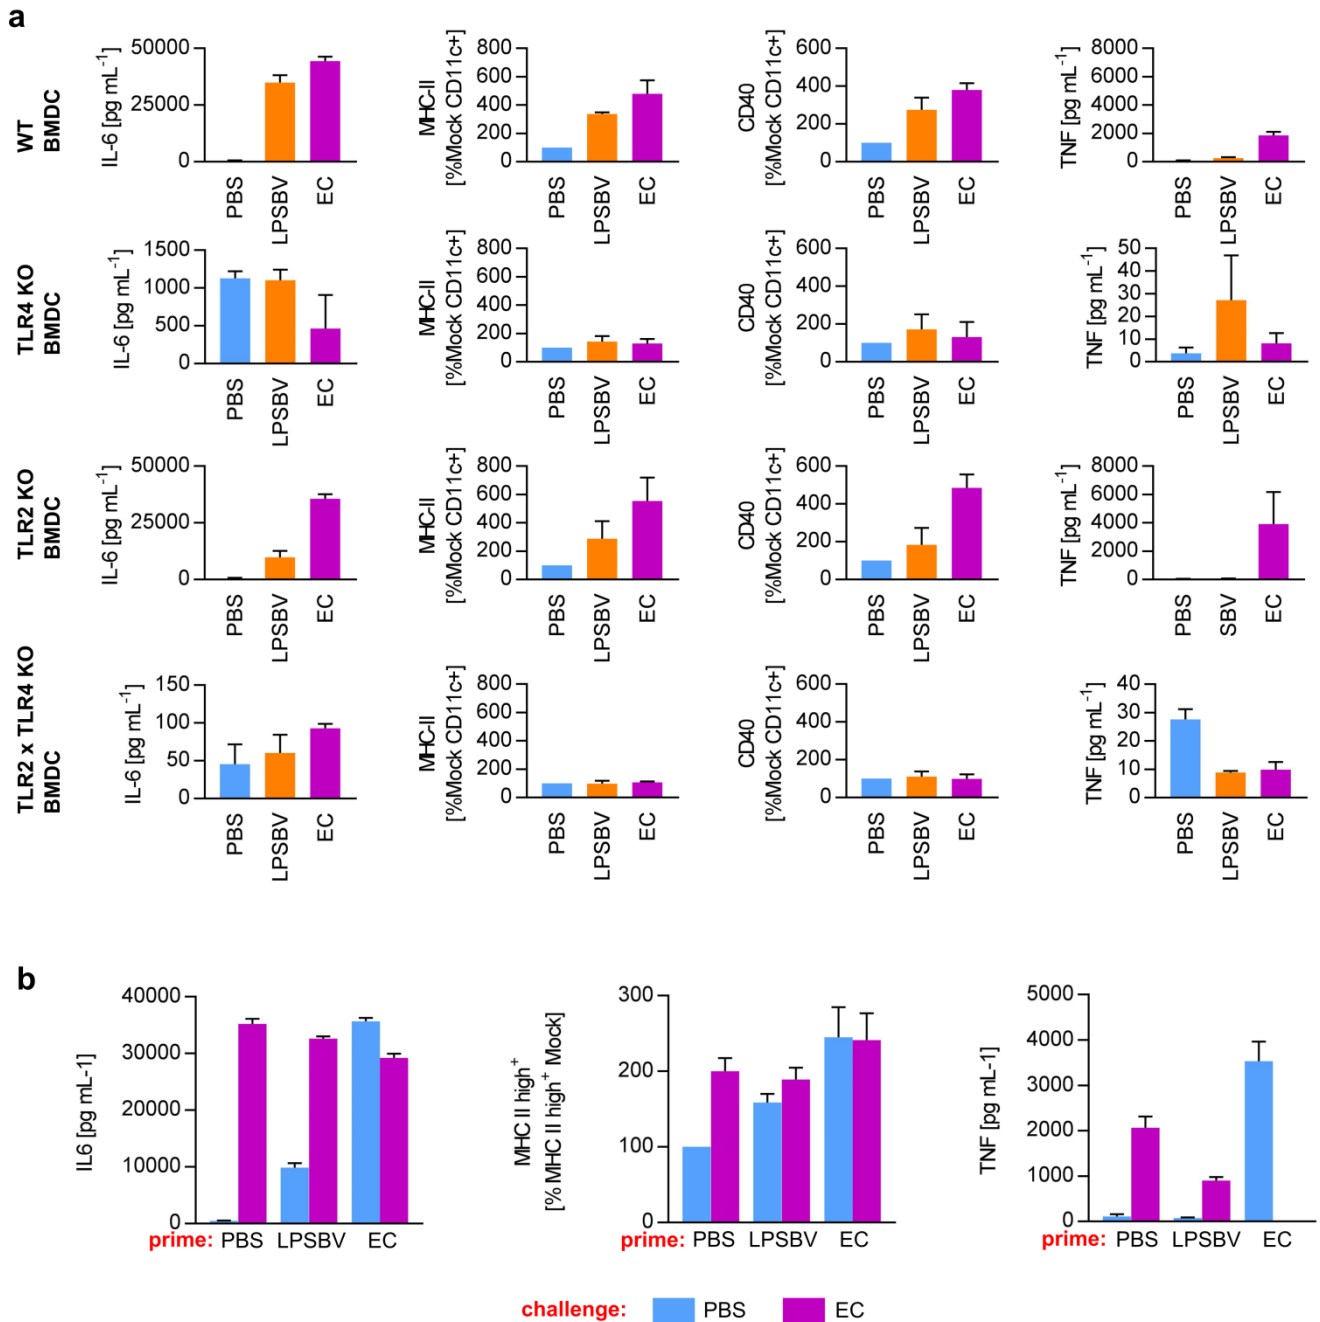 a
WT
BMDC
IL-6 [pg mL⁻¹]
50000
25000
0
PBS
LPSBV
EC
MHC-II
[%Mock CD11c+]
800
600
400
200
0
PBS
LPSBV
EC
CD40
[%Mock CD11c+]
600
400
200
0
PBS
LPSBV
EC
TNF [pg mL⁻¹]
8000
6000
4000
2000
0
PBS
LPSBV
EC
TLR4 KO
BMDC
IL-6 [pg mL⁻¹]
1500
1000
500
0
PBS
LPSBV
EC
MHC-II
[%Mock CD11c+]
800
600
400
200
0
PBS
LPSBV
EC
CD40
[%Mock CD11c+]
600
400
200
0
PBS
LPSBV
EC
TNF [pg mL⁻¹]
50
40
30
20
10
0
PBS
LPSBV
EC
TLR2 KO
BMDC
IL-6 [pg mL⁻¹]
50000
25000
0
PBS
LPSBV
EC
MHC-II
[%Mock CD11c+]
800
600
400
200
0
PBS
LPSBV
EC
CD40
[%Mock CD11c+]
600
400
200
0
PBS
LPSBV
EC
TNF [pg mL⁻¹]
8000
6000
4000
2000
0
PBS
SBV
EC
TLR2 x TLR4 KO
BMDC
IL-6 [pg mL⁻¹]
150
100
50
0
PBS
LPSBV
EC
MHC-II
[%Mock CD11c+]
800
600
400
200
0
PBS
LPSBV
EC
CD40
[%Mock CD11c+]
600
400
200
0
PBS
LPSBV
EC
TNF [pg mL⁻¹]
40
30
20
10
0
PBS
LPSBV
EC
b
IL6 [pg mL-1]
40000
30000
20000
10000
0
prime: PBS LPSBV EC
MHC II high⁺
[% MHC II high⁺ Mock]
300
200
100
0
prime: PBS LPSBV EC
TNF [pg mL-1]
5000
4000
3000
2000
1000
0
prime: PBS LPSBV EC
challenge: PBS EC